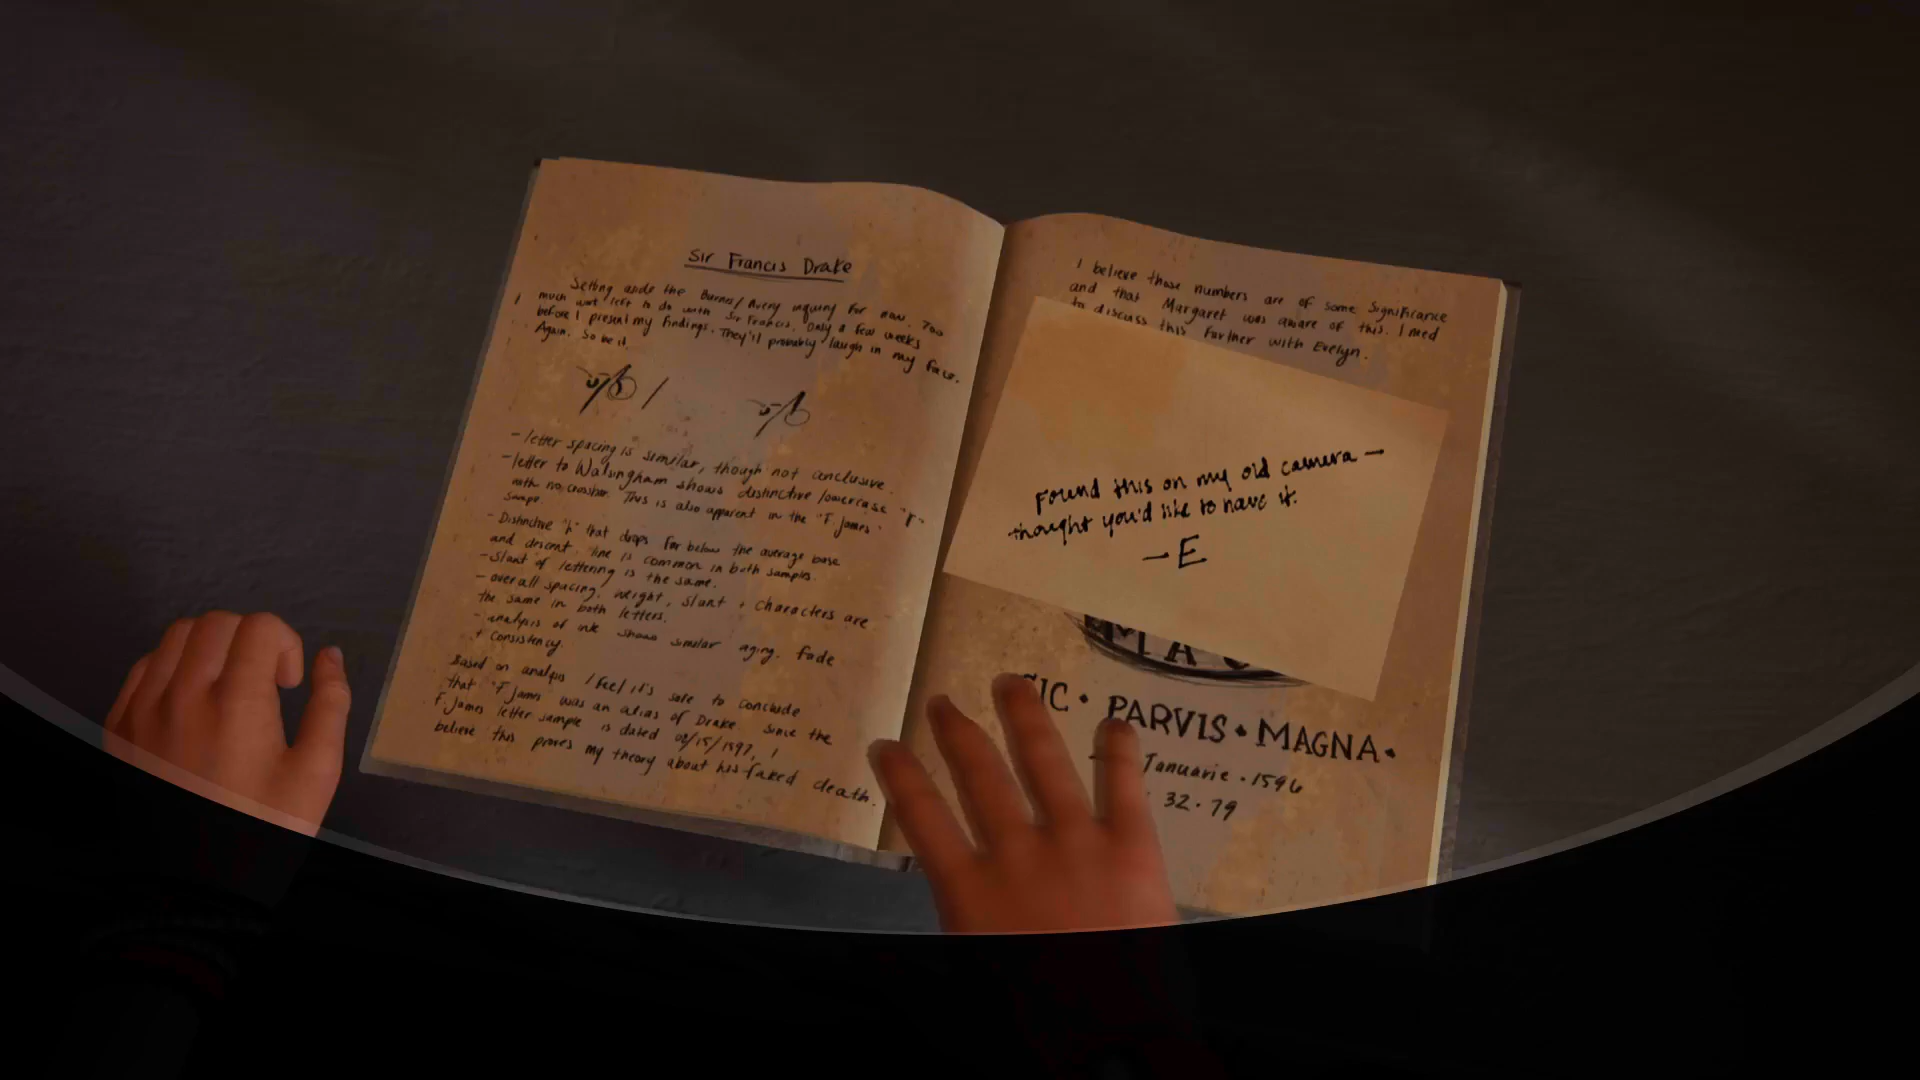 Sir Francis Drake
Setting aside the Burnes/Avery inquiry for now. Too
much work left to do with Sir Francis. Only a few weeks
before I present my findings. They'll probably laugh in my face.
Again. So be it.
- letter spacing is similar, though not conclusive.
- letter to Walsingham shows distinctive lowercase "T"
with no crossbar. This is also apparent in the "F. James"
sample.
- Distinctive "h" that drops far below the average base
and descent line is common in both samples.
- Slant of lettering is the same.
- overall spacing, weight, slant + characters are
the same in both letters.
- analysis of ink shows similar aging, fade
+ consistency.
Based on analysis I feel it's safe to conclude
that "F. James" was an alias of Drake. Since the
F. James letter sample is dated 02/15/1597, I
believe this proves my theory about his faked death.
I believe those numbers are of some significance
and that Margaret was aware of this. I need
to discuss this further with Evelyn.
Found this on my old camera —
thought you'd like to have it.
— E
SIC • PARVIS • MAGNA •
Januarie • 1596
32 • 79